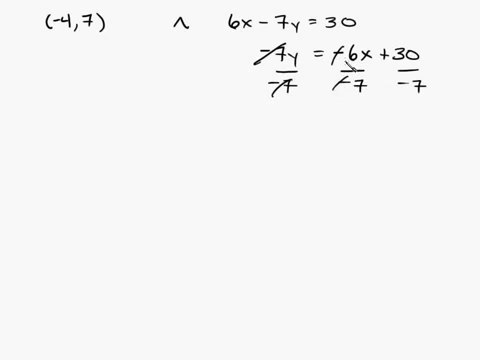 (-4,7) ^ 6x - 7y = 30
-7y = -6x + 30
-7 -7 -7